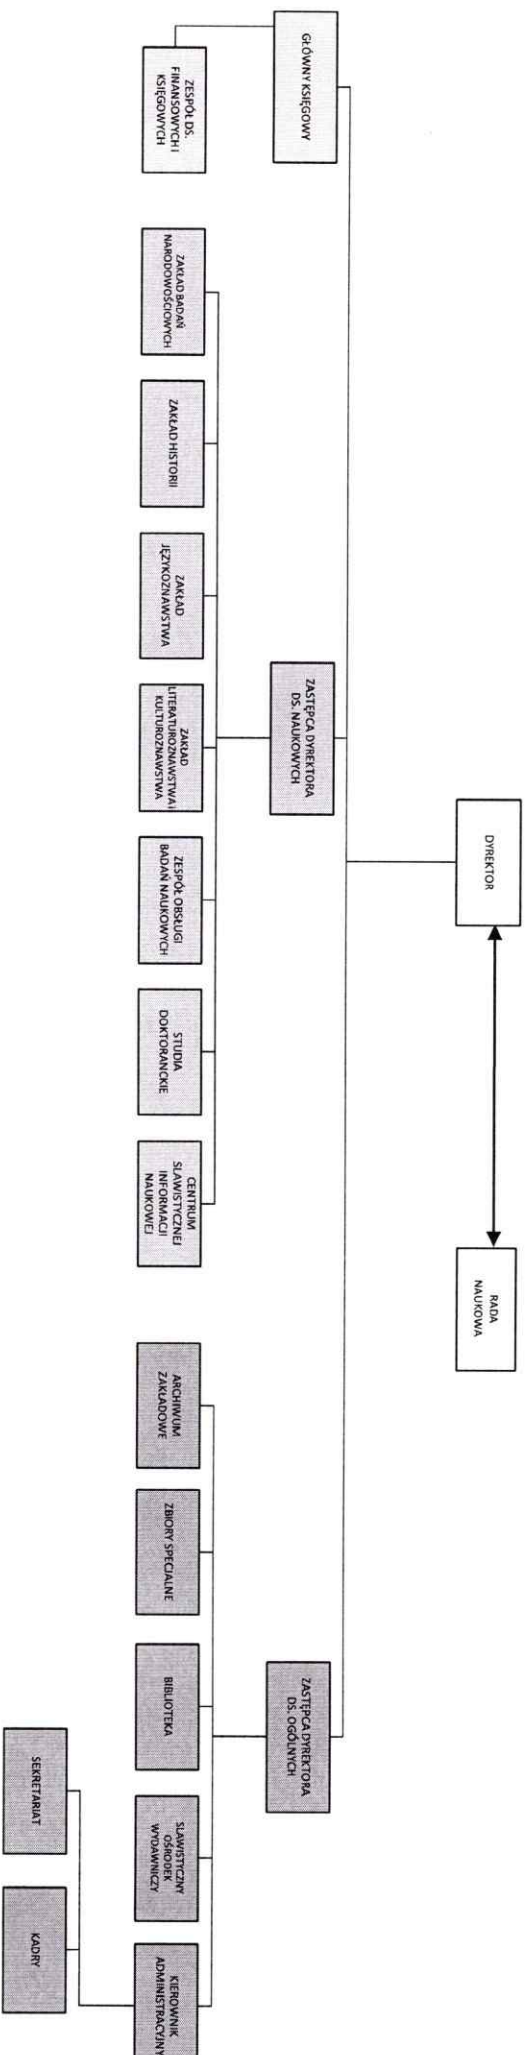 DYREKTOR
RADA
NAUKOWA
GŁÓWNY KSIĘGOWY
ZASTĘPCA DYREKTORA
DS. NAUKOWYCH
ZASTĘPCA DYREKTORA
DS. OGÓLNYCH
ZESPÓŁ DS.
FINANSOWYCH I
KSIĘGOWYCH
ZAKŁAD BADAŃ
NARODOWOŚCIOWYCH
ZAKŁAD HISTORII
ZAKŁAD
JĘZYKOZNAWSTWA
ZAKŁAD
LITERATUROZNAWSTWA I
KULTUROZNAWSTWA
ZESPÓŁ OBSŁUGI
BADAŃ NAUKOWYCH
STUDIA
DOKTORANCKIE
CENTRUM
SLAWISTYCZNEJ
INFORMACJI
NAUKOWEJ
ARCHIWUM
ZAKŁADOWE
ZBIORY SPECJALNE
BIBLIOTEKA
SLAWISTYCZNY
OŚRODEK
WYDAWNICZY
KIEROWNIK
ADMINISTRACYJNY
SEKRETARIAT
KADRY